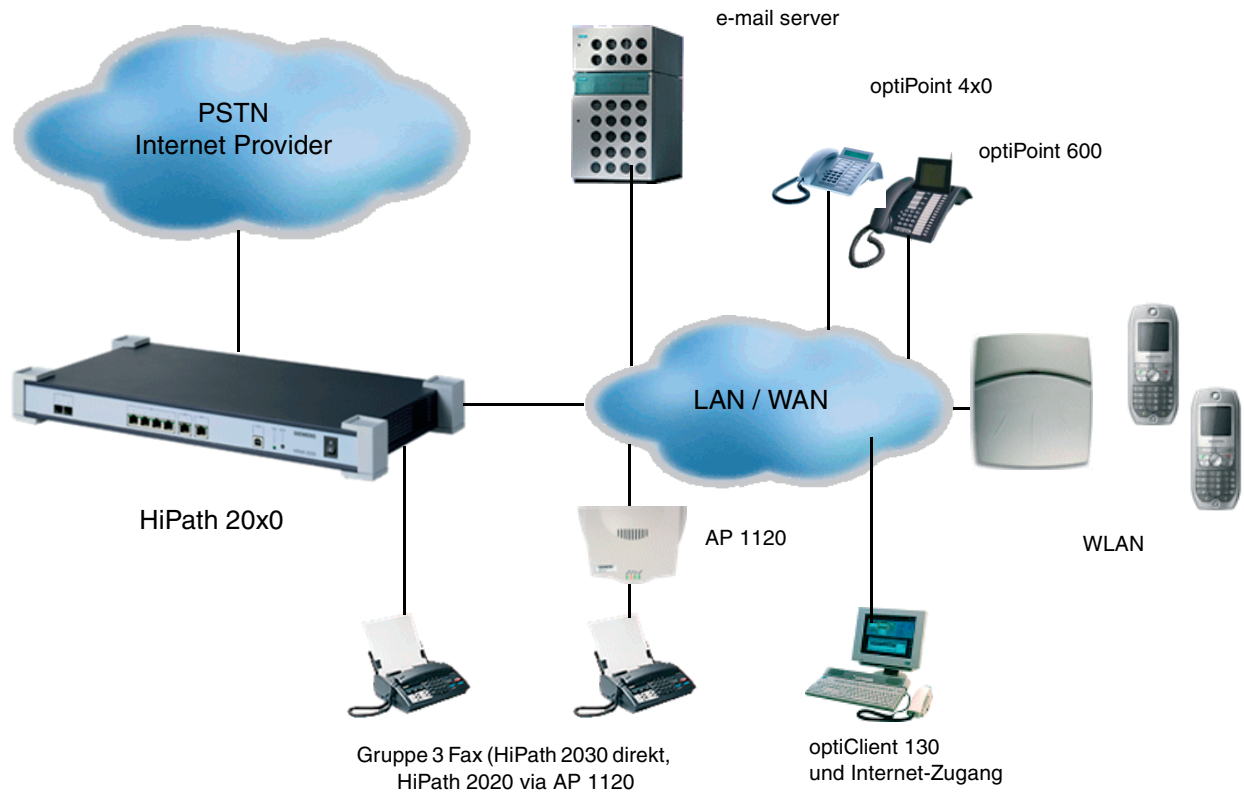 e-mail server
optiPoint 4x0
PSTN
Internet Provider
optiPoint 600
LAN / WAN
HiPath 20x0
AP 1120
WLAN
Gruppe 3 Fax (HiPath 2030 direkt,
HiPath 2020 via AP 1120
optiClient 130
und Internet-Zugang